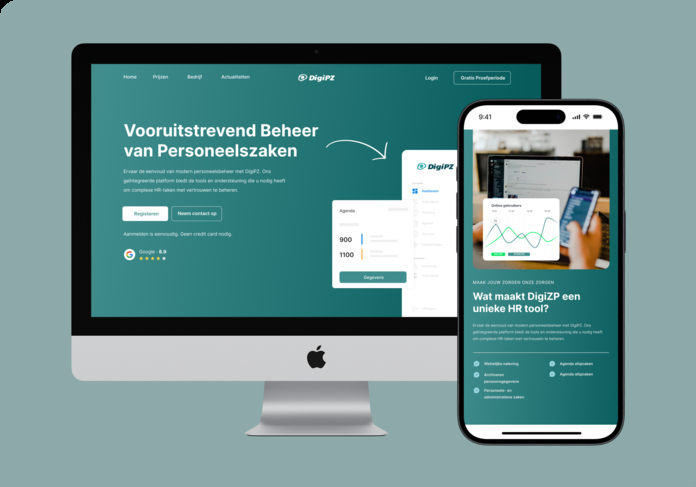 Home Prijzen Bedrijf Actualiteiten DigiPZ Login Gratis Proefperiode
Vooruitstrevend Beheer
van Personeelszaken
Ervaar de eenvoud van modern personeelsbeheer met DigiPZ. Ons
geïntegreerde platform biedt de tools en ondersteuning die u nodig heeft
om complexe HR-taken met vertrouwen te beheren.
Registeren Neem contact op
Aanmelden is eenvoudig. Geen credit card nodig.
Google · 8.9
DigiPZ
Dashboard
Agenda
900
1100
Gegevens
9:41
Online gebruikers
MAAK JOUW ZORGEN ONZE ZORGEN
Wat maakt DigiZP een
unieke HR tool?
Ervaar de eenvoud van modern personeelsbeheer met DigiPZ. Ons
geïntegreerde platform biedt de tools en ondersteuning die u nodig heeft
om complexe HR-taken met vertrouwen te beheren.
Wettelijke naleving
Archiveren
persoonsgegevens
Personeels- en
administratieve zaken
Agenda afspraken
Agenda afspraken